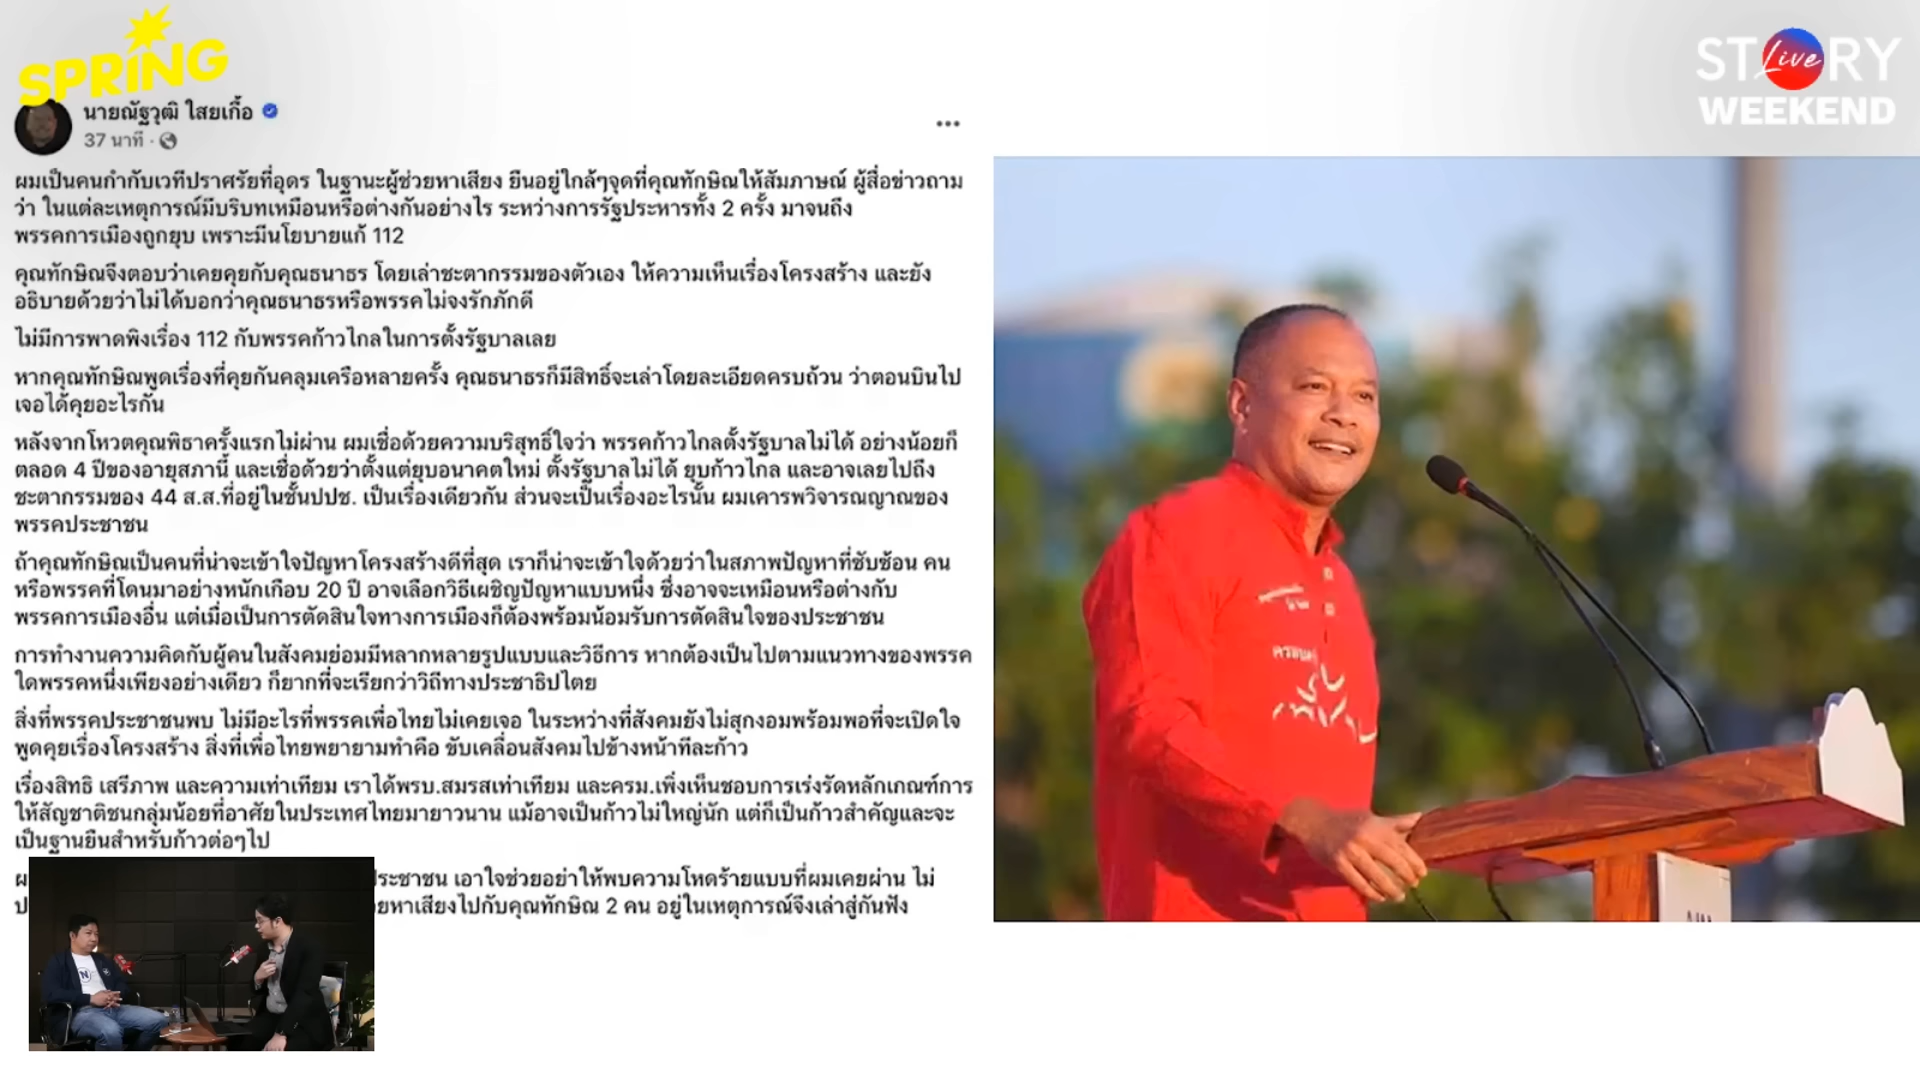 SPRING
STORY
Live
WEEKEND
นายณัฐวุฒิ ใสยเกื้อ
37 นาที ·
ผมเป็นคนกำกับเวทีปราศรัยที่อุดร ในฐานะผู้ช่วยหาเสียง ยืนอยู่ใกล้ๆจุดที่คุณทักษิณให้สัมภาษณ์ ผู้สื่อข่าวถาม
ว่า ในแต่ละเหตุการณ์มีบริบทเหมือนหรือต่างกันอย่างไร ระหว่างการรัฐประหารทั้ง 2 ครั้ง มาจนถึง
พรรคการเมืองถูกยุบ เพราะมีนโยบายแก้ 112
คุณทักษิณจึงตอบว่าเคยคุยกับคุณธนาธร โดยเล่าชะตากรรมของตัวเอง ให้ความเห็นเรื่องโครงสร้าง และยัง
อธิบายด้วยว่าไม่ได้บอกว่าคุณธนาธรหรือพรรคไม่จงรักภักดี
ไม่มีการพาดพิงเรื่อง 112 กับพรรคก้าวไกลในการตั้งรัฐบาลเลย
หากคุณทักษิณพูดเรื่องที่คุยกันคลุมเครือหลายครั้ง คุณธนาธรก็มีสิทธิ์จะเล่าโดยละเอียดครบถ้วน ว่าตอนบินไป
เจอได้คุยอะไรกัน
หลังจากโหวตคุณพิธาครั้งแรกไม่ผ่าน ผมเชื่อด้วยความบริสุทธิ์ใจว่า พรรคก้าวไกลตั้งรัฐบาลไม่ได้ อย่างน้อยก็
ตลอด 4 ปีของอายุสภานี้ และเชื่อด้วยว่าตั้งแต่ยุบอนาคตใหม่ ตั้งรัฐบาลไม่ได้ ยุบก้าวไกล และอาจเลยไปถึง
ชะตากรรมของ 44 ส.ส.ที่อยู่ในชั้นปปช. เป็นเรื่องเดียวกัน ส่วนจะเป็นเรื่องอะไรนั้น ผมเคารพวิจารณญาณของ
พรรคประชาชน
ถ้าคุณทักษิณเป็นคนที่น่าจะเข้าใจปัญหาโครงสร้างดีที่สุด เราก็น่าจะเข้าใจด้วยว่าในสภาพปัญหาที่ซับซ้อน คน
หรือพรรคที่โดนมาอย่างหนักเกือบ 20 ปี อาจเลือกวิธีเผชิญปัญหาแบบหนึ่ง ซึ่งอาจจะเหมือนหรือต่างกับ
พรรคการเมืองอื่น แต่เมื่อเป็นการตัดสินใจทางการเมืองก็ต้องพร้อมน้อมรับการตัดสินใจของประชาชน
การทำงานความคิดกับผู้คนในสังคมย่อมมีหลากหลายรูปแบบและวิธีการ หากต้องเป็นไปตามแนวทางของพรรค
ใดพรรคหนึ่งเพียงอย่างเดียว ก็ยากที่จะเรียกว่าวิถีทางประชาธิปไตย
สิ่งที่พรรคประชาชนพบ ไม่มีอะไรที่พรรคเพื่อไทยไม่เคยเจอ ในระหว่างที่สังคมยังไม่สุกงอมพร้อมพอที่จะเปิดใจ
พูดคุยเรื่องโครงสร้าง สิ่งที่เพื่อไทยพยายามทำคือ ขับเคลื่อนสังคมไปข้างหน้าทีละก้าว
เรื่องสิทธิ เสรีภาพ และความเท่าเทียม เราได้พรบ.สมรสเท่าเทียม และครม.เพิ่งเห็นชอบการเร่งรัดหลักเกณฑ์การ
ให้สัญชาติชนกลุ่มน้อยที่อาศัยในประเทศไทยมายาวนาน แม้อาจเป็นก้าวไม่ใหญ่นัก แต่ก็เป็นก้าวสำคัญและจะ
เป็นฐานยืนสำหรับก้าวต่อๆไป
ประชาชน เอาใจช่วยอย่าให้พบความโหดร้ายแบบที่ผมเคยผ่าน ไม่
ยหาเสียงไปกับคุณทักษิณ 2 คน อยู่ในเหตุการณ์จึงเล่าสู่กันฟัง